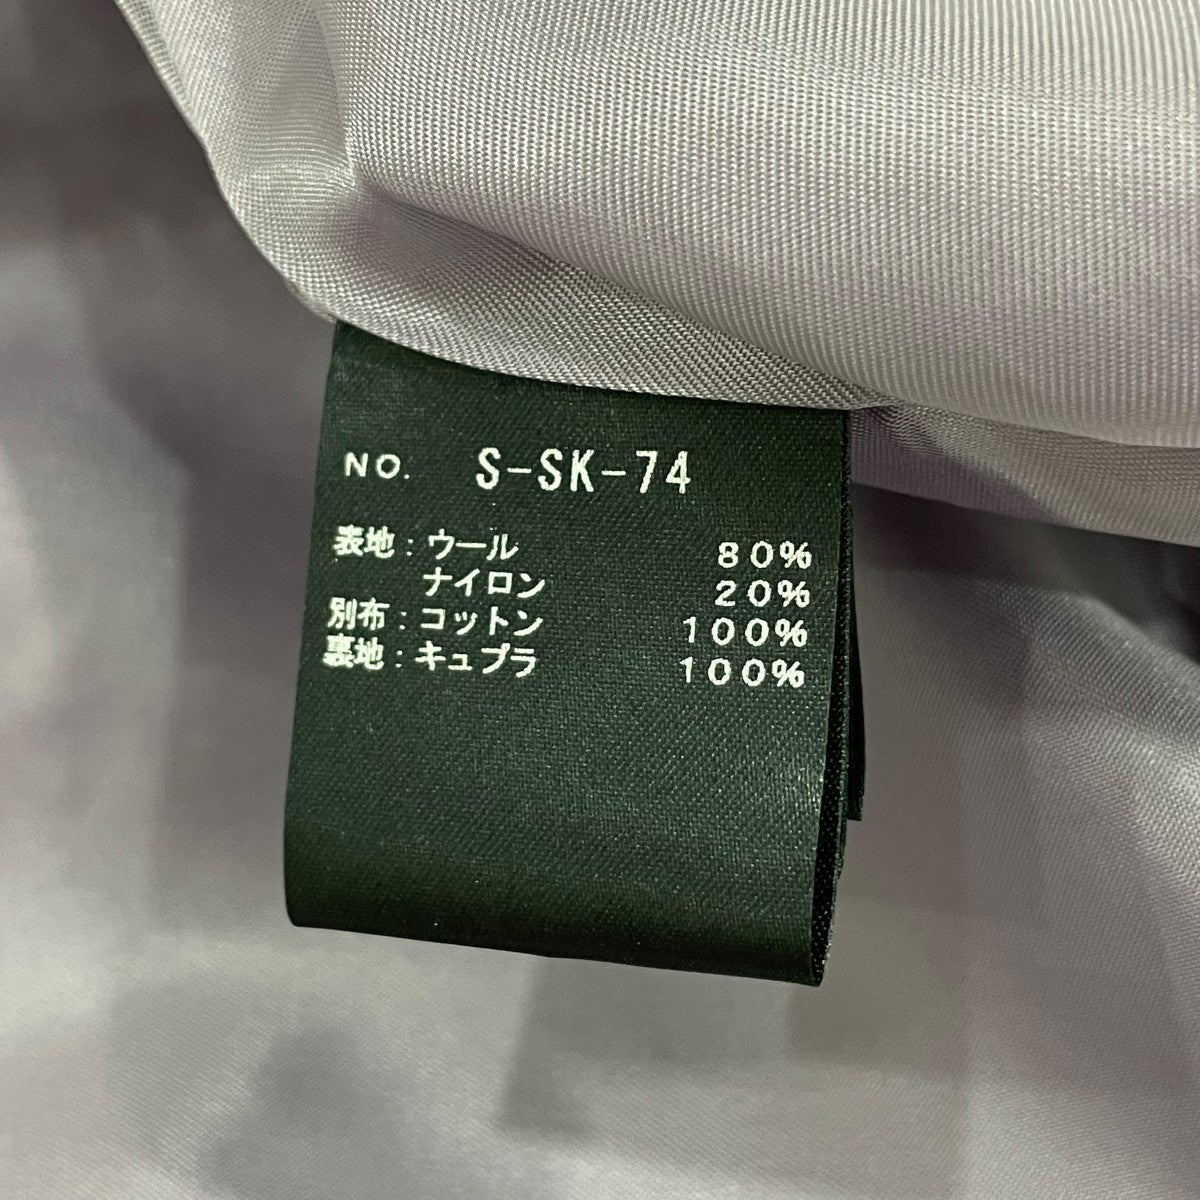 NO. S-SK-74
表地:ウール 80%
ナイロン 20%
別布:コットン 100%
裏地:キュプラ 100%